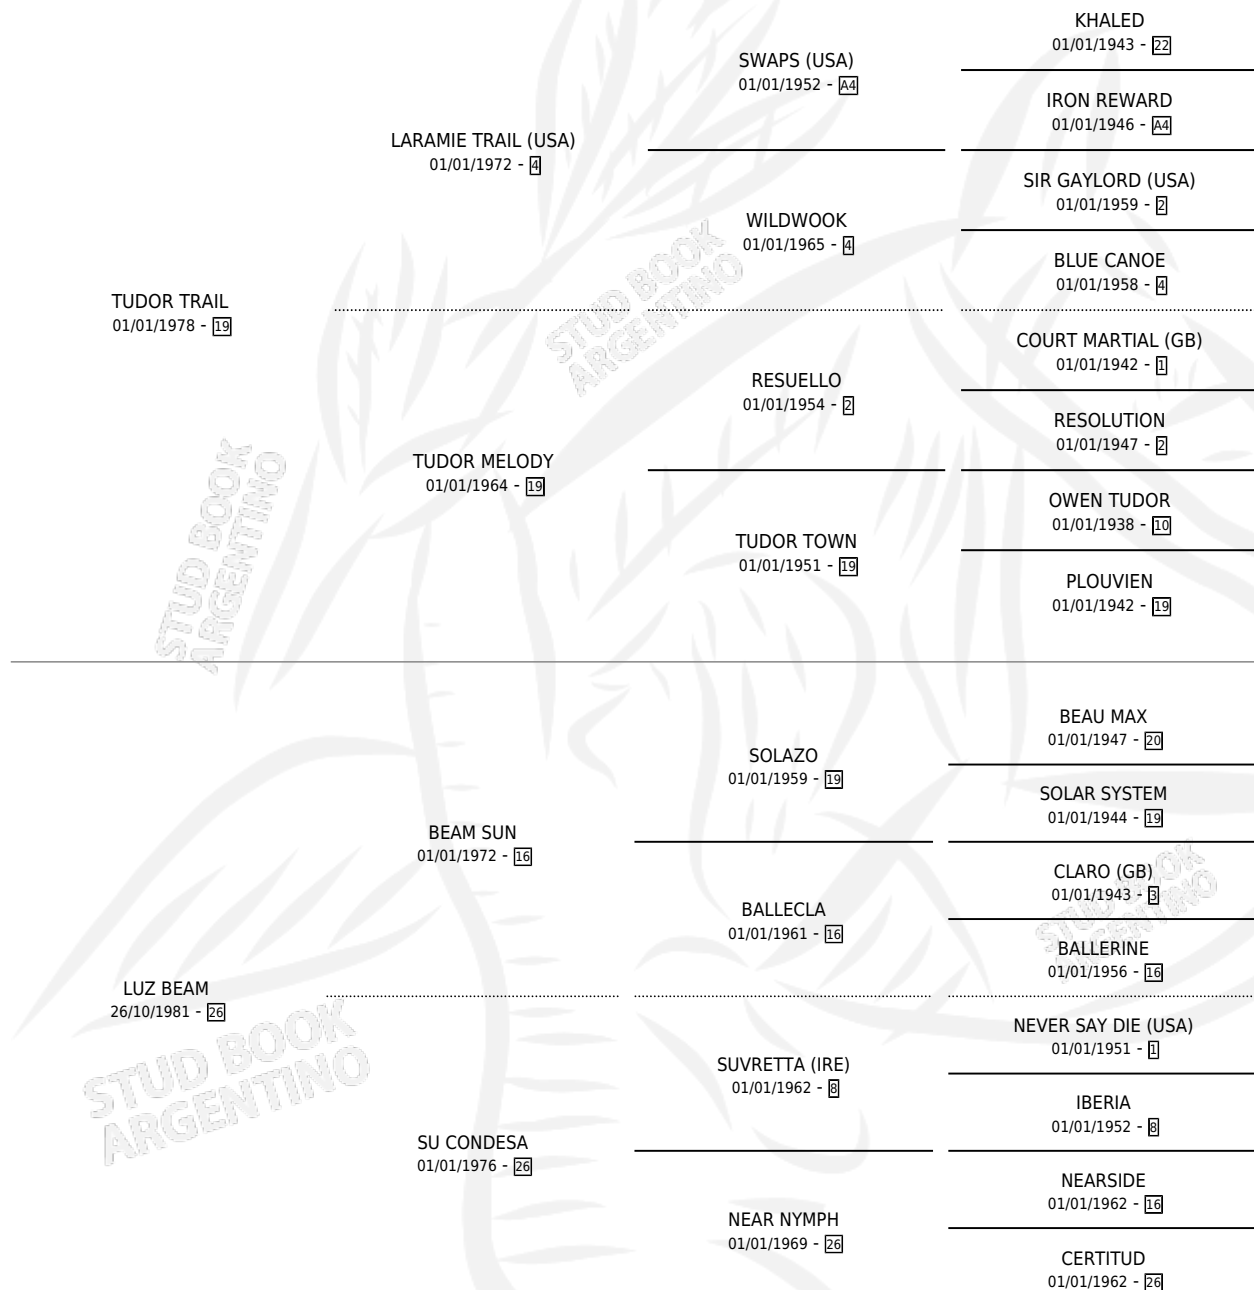 KHALED
01/01/1943 - 22
SWAPS (USA)
01/01/1952 - A4
IRON REWARD
01/01/1946 - A4
LARAMIE TRAIL (USA)
01/01/1972 - 4
SIR GAYLORD (USA)
01/01/1959 - 2
WILDWOOK
01/01/1965 - 4
BLUE CANOE
01/01/1958 - 4
TUDOR TRAIL
01/01/1978 - 19
STUD BOOK
ARGENTINO
COURT MARTIAL (GB)
01/01/1942 - 1
RESUELLO
01/01/1954 - 2
RESOLUTION
01/01/1947 - 2
TUDOR MELODY
01/01/1964 - 19
OWEN TUDOR
01/01/1938 - 10
TUDOR TOWN
01/01/1951 - 19
PLOUVIEN
01/01/1942 - 19
STUD BOOK
ARGENTINO
BEAU MAX
01/01/1947 - 20
SOLAZO
01/01/1959 - 19
SOLAR SYSTEM
01/01/1944 - 19
BEAM SUN
01/01/1972 - 16
CLARO (GB)
01/01/1943 - 3
BALLECLA
01/01/1961 - 16
STUD BOOK
ARGENTINO
BALLERINE
01/01/1956 - 16
LUZ BEAM
26/10/1981 - 26
NEVER SAY DIE (USA)
01/01/1951 - 1
SUVRETTA (IRE)
01/01/1962 - 8
STUD BOOK
ARGENTINO
IBERIA
01/01/1952 - 8
SU CONDESA
01/01/1976 - 26
NEARSIDE
01/01/1962 - 16
NEAR NYMPH
01/01/1969 - 26
CERTITUD
01/01/1962 - 26